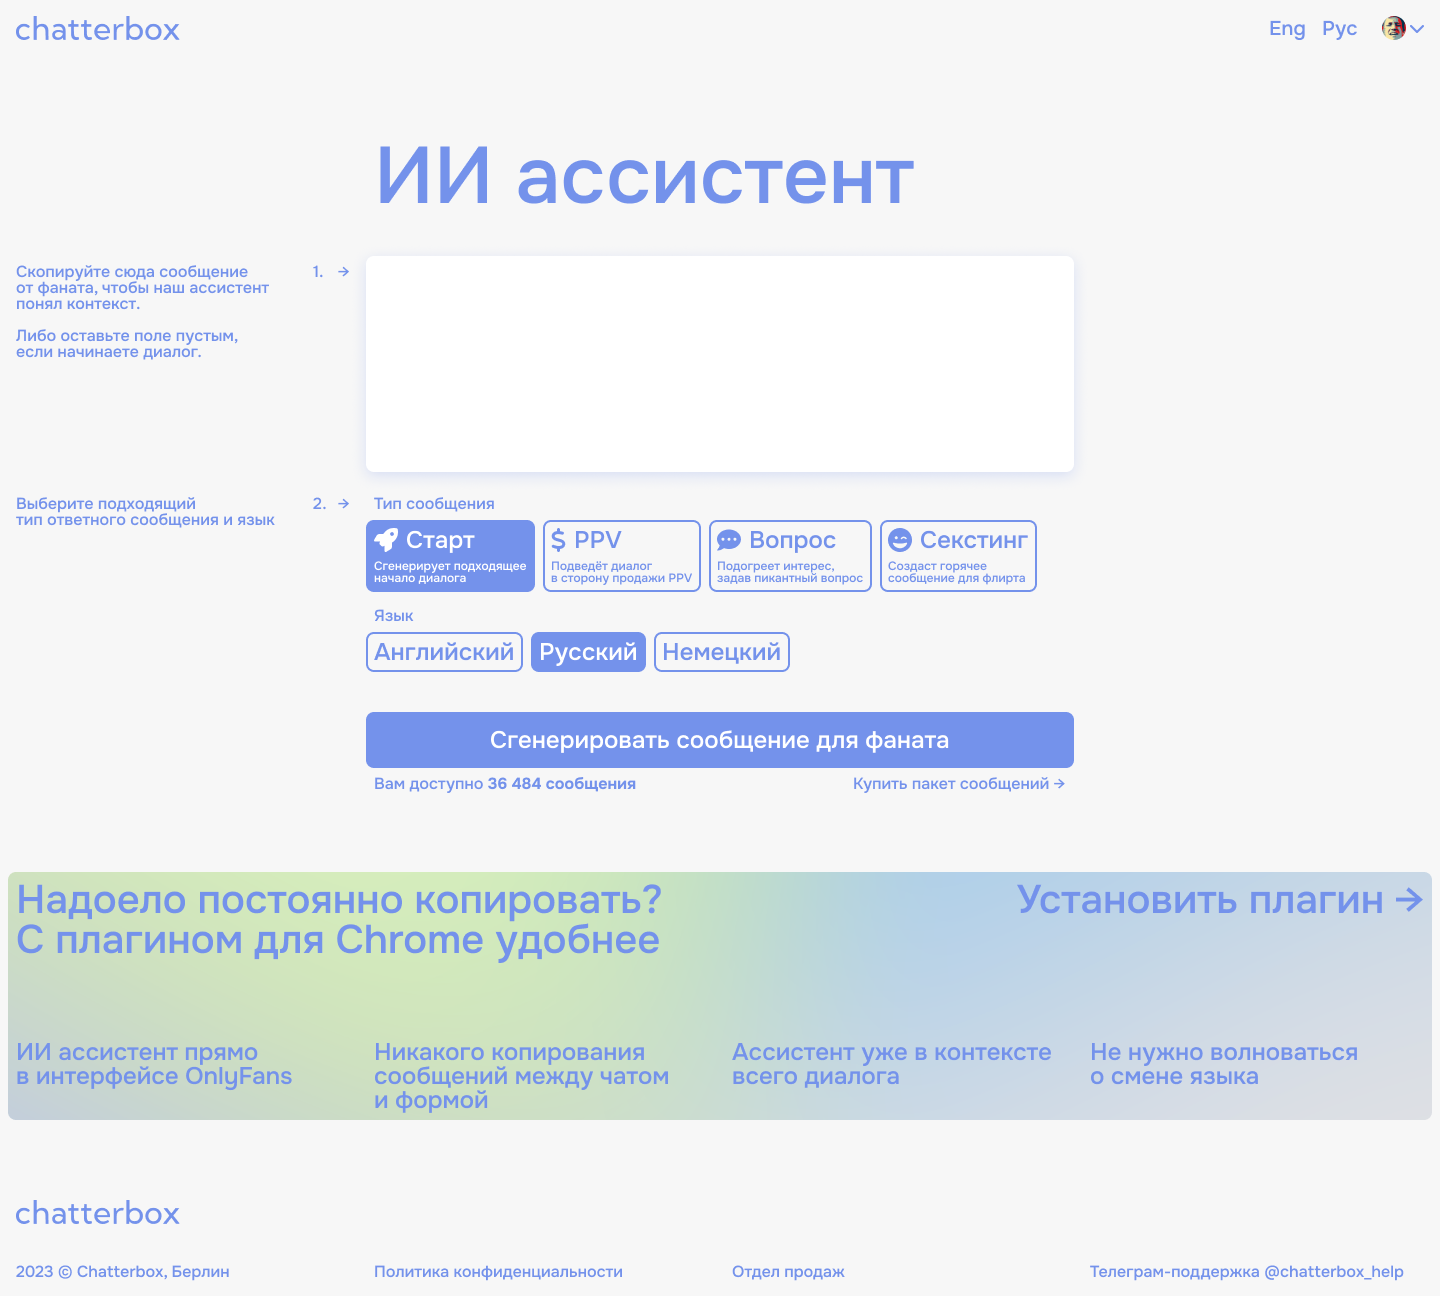 chatterbox
Eng Рус
ИИ ассистент
Скопируйте сюда сообщение
от фаната, чтобы наш ассистент
понял контекст.
Либо оставьте поле пустым,
если начинаете диалог.
1. →
Выберите подходящий
тип ответного сообщения и язык
2. →
Тип сообщения
Старт
Сгенерирует подходящее
начало диалога
$ PPV
Подведёт диалог
в сторону продажи PPV
Вопрос
Подогреет интерес,
задав пикантный вопрос
Секстинг
Создаст горячее
сообщение для флирта
Язык
Английский Русский Немецкий
Сгенерировать сообщение для фаната
Вам доступно 36 484 сообщения
Купить пакет сообщений →
Надоело постоянно копировать?
С плагином для Chrome удобнее
Установить плагин →
ИИ ассистент прямо
в интерфейсе OnlyFans
Никакого копирования
сообщений между чатом
и формой
Ассистент уже в контексте
всего диалога
Не нужно волноваться
о смене языка
chatterbox
2023 © Chatterbox, Берлин
Политика конфиденциальности
Отдел продаж
Телеграм-поддержка @chatterbox_help